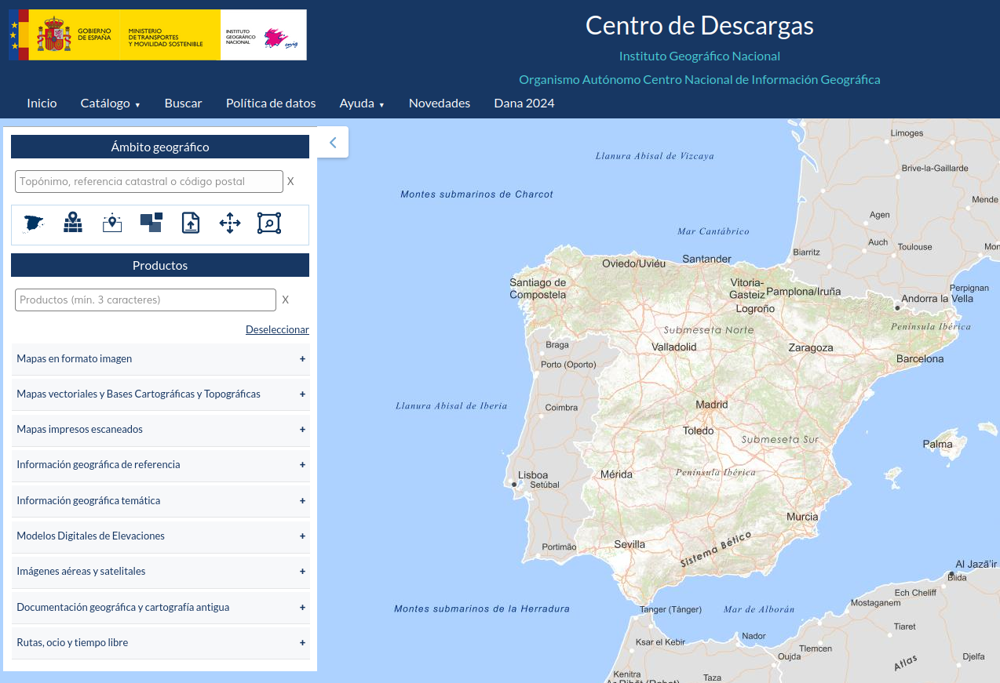 GOBIERNO
DE ESPAÑA
MINISTERIO
DE TRANSPORTES
Y MOVILIDAD SOSTENIBLE
INSTITUTO
GEOGRÁFICO
NACIONAL
cnig
Centro de Descargas
Instituto Geográfico Nacional
Organismo Autónomo Centro Nacional de Información Geográfica
Inicio
Catálogo ▼
Buscar
Política de datos
Ayuda ▼
Novedades
Dana 2024
Ámbito geográfico
Topónimo, referencia catastral o código postal
X
Productos
Productos (mín. 3 caracteres)
X
Deseleccionar
Mapas en formato imagen +
Mapas vectoriales y Bases Cartográficas y Topográficas +
Mapas impresos escaneados +
Información geográfica de referencia +
Información geográfica temática +
Modelos Digitales de Elevaciones +
Imágenes aéreas y satelitales +
Documentación geográfica y cartografía antigua +
Rutas, ocio y tiempo libre +
Limoges
Llanura Abisal de Vizcaya
Brive-la-Gaillarde
Montes submarinos de Charcot
Mende
Agen
Mar Cantábrico
Auch
Toulouse
Mon
Biarritz
Santander
Oviedo/Uviéu
Santiago de
Compostela
Vitoria-
Gasteiz
Pamplona/Iruña
Perpignan
Andorra la Vella
Logroño
Península Ibérica
Submeseta Norte
Braga
Valladolid
Zaragoza
Barcelona
Porto (Oporto)
Llanura Abisal de Iberia
Coimbra
Madrid
Toledo
Submeseta Sur
Palma
Lisboa
Setúbal
Mérida
Península Ibérica
Murcia
Portimão
Sevilla
Sistema Bético
Al Jazā'ir
Blida
Ech Cheliff
Montes submarinos de la Herradura
Tanger (Tánger)
Mar de Alborán
Mostaganem
Tiaret
Ksar el Kebir
Nador
Tlemcen
Oujda
Djelfa
Atlas
Kenitra
Taza
Ar Ribāṭ (Rabat)